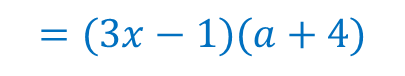 = (3𝑥 − 1)(𝑎 + 4)